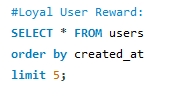 #Loyal User Reward:
SELECT * FROM users
order by created_at
limit 5;